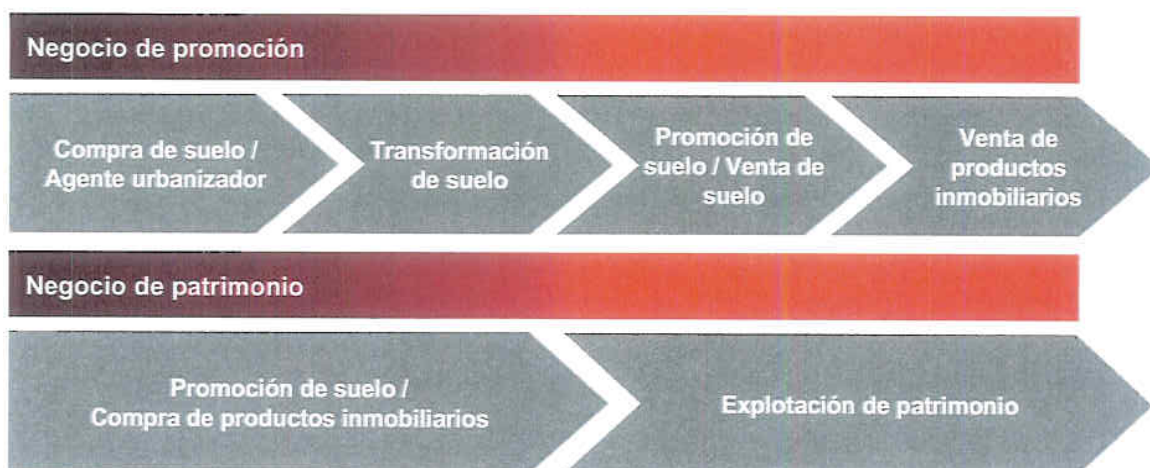 Negocio de promoción
Compra de suelo /
Agente urbanizador
Transformación
de suelo
Promoción de
suelo / Venta de
suelo
Venta de
productos
inmobiliarios
Negocio de patrimonio
Promoción de suelo /
Compra de productos inmobiliarios
Explotación de patrimonio